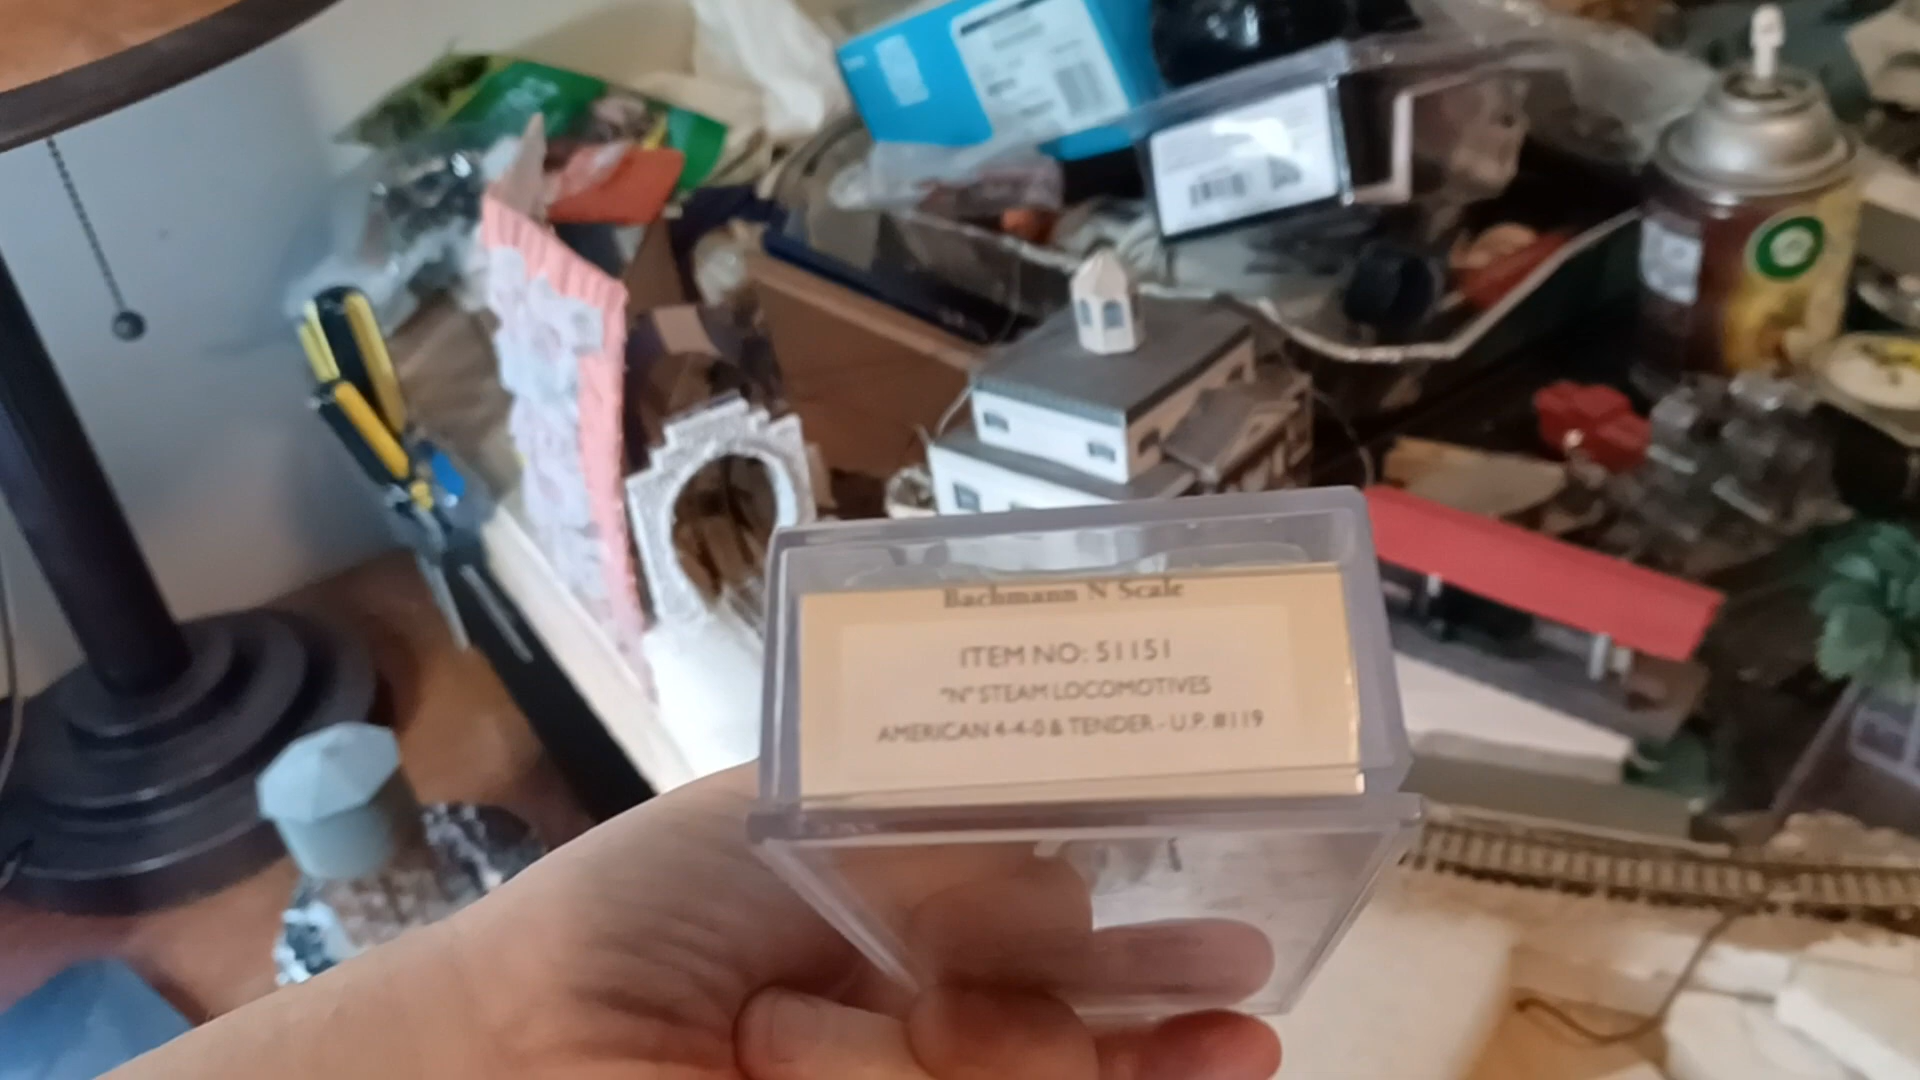 Bachmann N Scale
ITEM NO: 51151
"N" STEAM LOCOMOTIVES
AMERICAN 4-4-0 & TENDER - U.P. #119